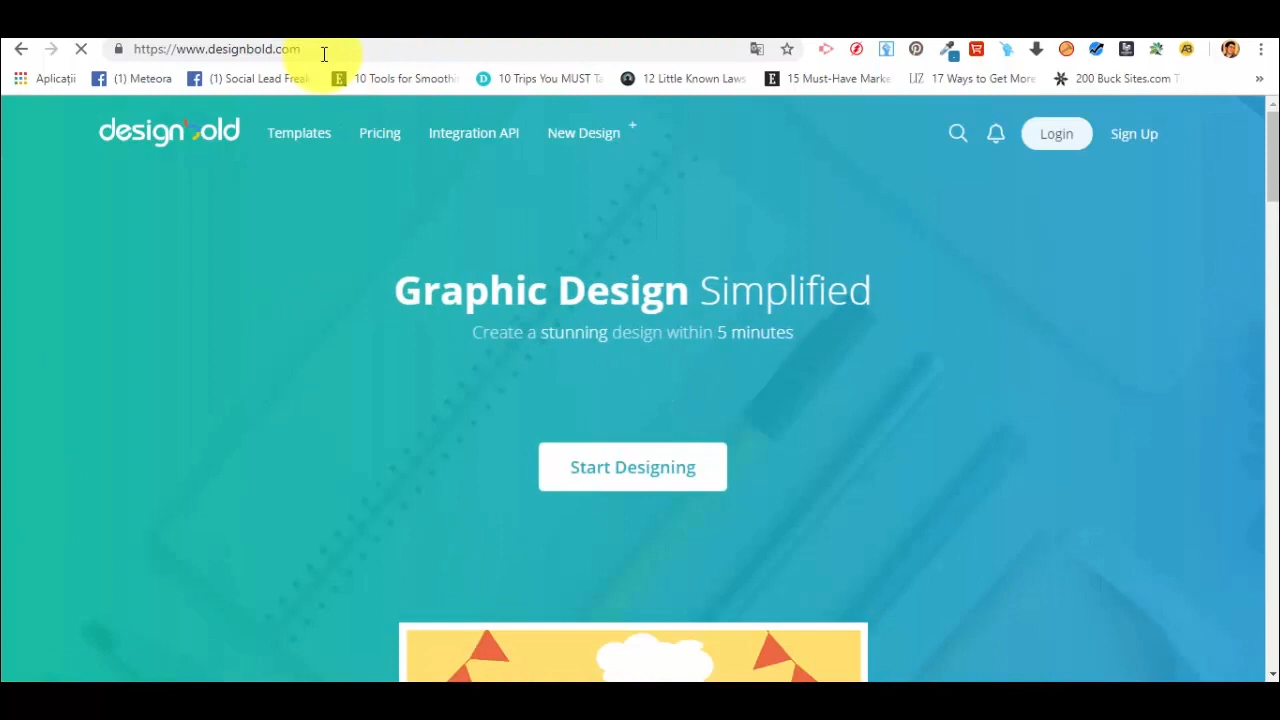 https://www.designbold.com
Aplicații (1) Meteora (1) Social Lead Freak 10 Tools for Smoothi 10 Trips You MUST Ta 12 Little Known Laws 15 Must-Have Marke 17 Ways to Get More 200 Buck Sites.com T »
designbold Templates Pricing Integration API New Design + Login Sign Up
Graphic Design Simplified
Create a stunning design within 5 minutes
Start Designing